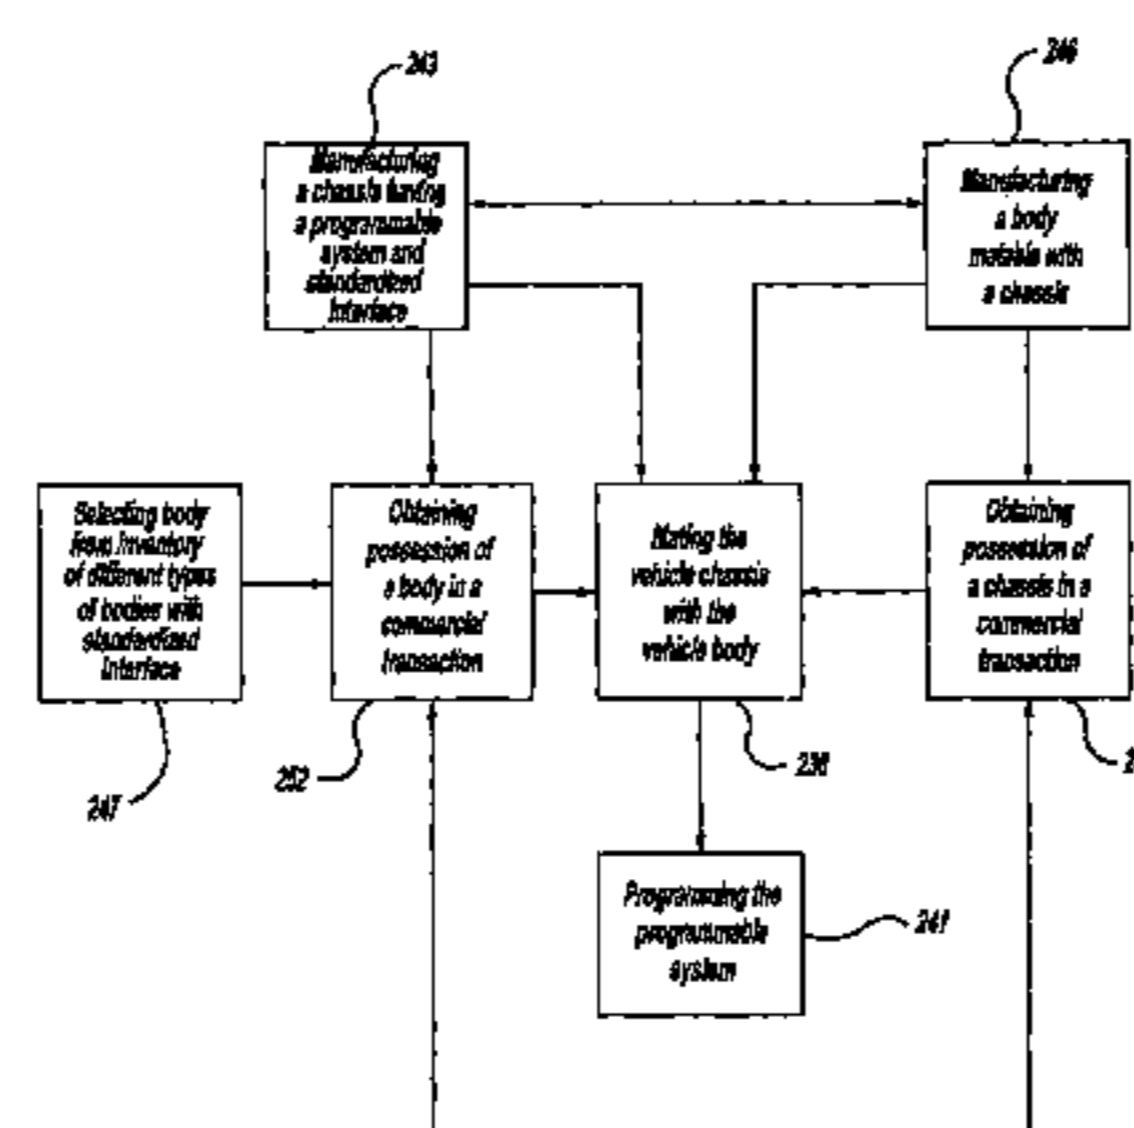 243
246
Manufacturing
a chassis having
a programmable
system and
standardized
interface
Manufacturing
a body
matable with
a chassis
Selecting body
from inventory
of different types
of bodies with
standardized
interface
Obtaining
possession of
a body in a
commercial
transaction
Mating the
vehicle chassis
with the
vehicle body
Obtaining
possession of
a chassis in a
commercial
transaction
247
252
Programming the
programmable
system
241